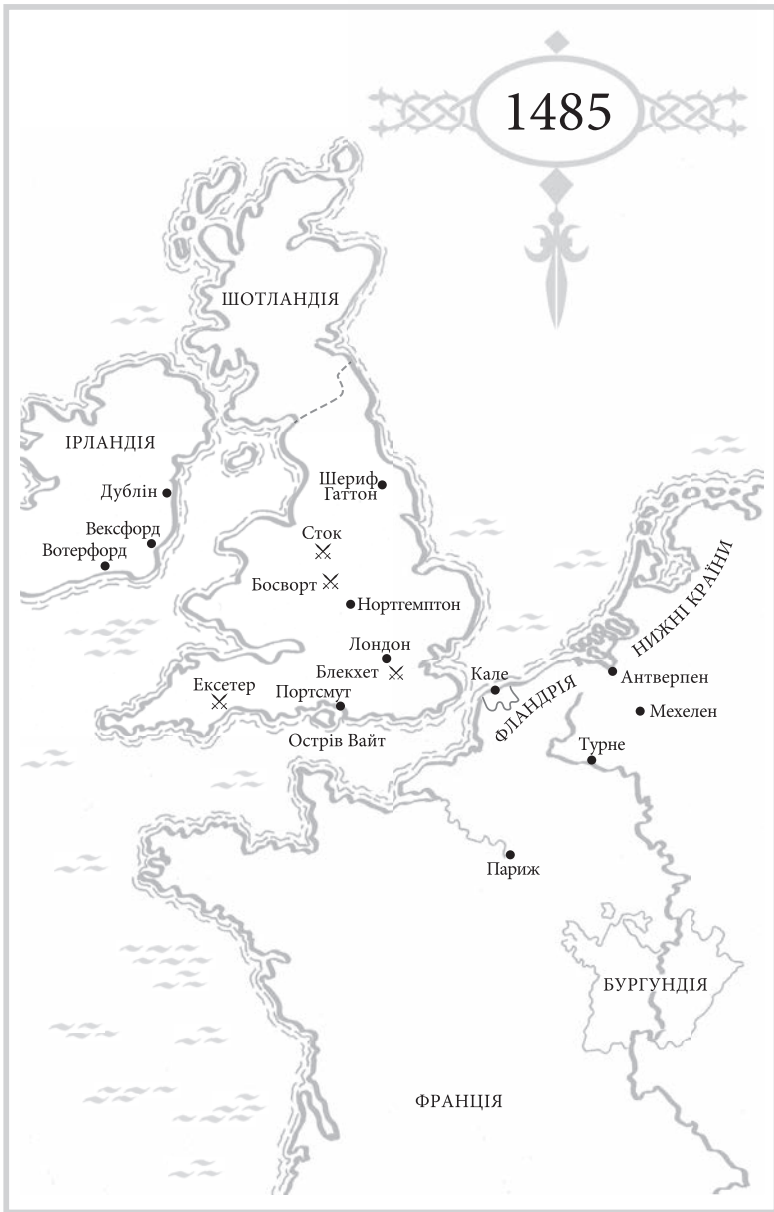 1485
ШОТЛАНДІЯ
ІРЛАНДІЯ
Шериф
Гаттон
Дублін
Вексфорд
Вотерфорд
Сток
Босворт
Нортгемптон
Лондон
Блекхет
Ексетер
Портсмут
Острів Вайт
Кале
ФЛАНДРІЯ
НИЖНІ КРАЇНИ
Антверпен
Мехелен
Турне
Париж
БУРГУНДІЯ
ФРАНЦІЯ